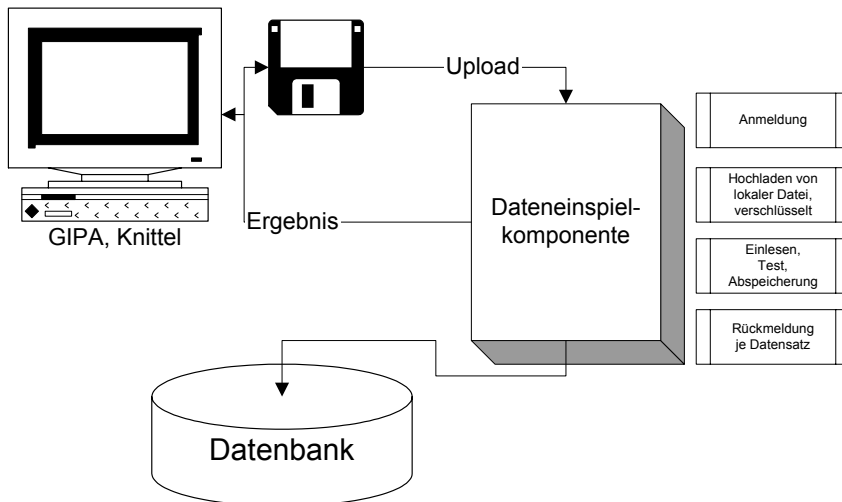 Upload
Anmeldung
Hochladen von
lokaler Datei,
verschlüsselt
Ergebnis
Dateneinspiel-
komponente
GIPA, Knittel
Einlesen,
Test,
Abspeicherung
Rückmeldung
je Datensatz
Datenbank